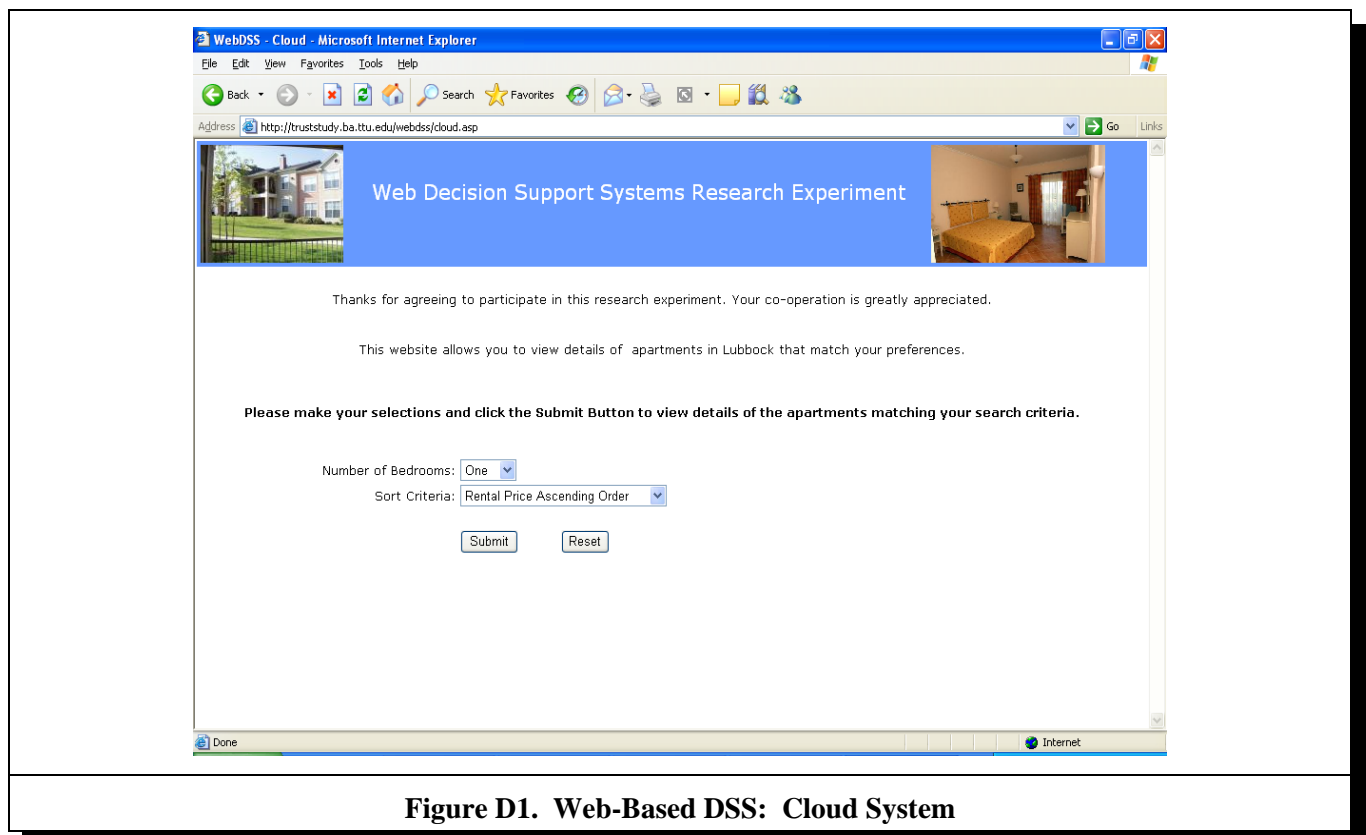 WebDSS - Cloud - Microsoft Internet Explorer
File Edit View Favorites Tools Help
Back Search Favorites
Address http://truststudy.ba.ttu.edu/webdss/cloud.asp Go Links
Web Decision Support Systems Research Experiment
Thanks for agreeing to participate in this research experiment. Your co-operation is greatly appreciated.
This website allows you to view details of apartments in Lubbock that match your preferences.
Please make your selections and click the Submit Button to view details of the apartments matching your search criteria.
Number of Bedrooms: One
Sort Criteria: Rental Price Ascending Order
Submit Reset
Done Internet
Figure D1. Web-Based DSS: Cloud System